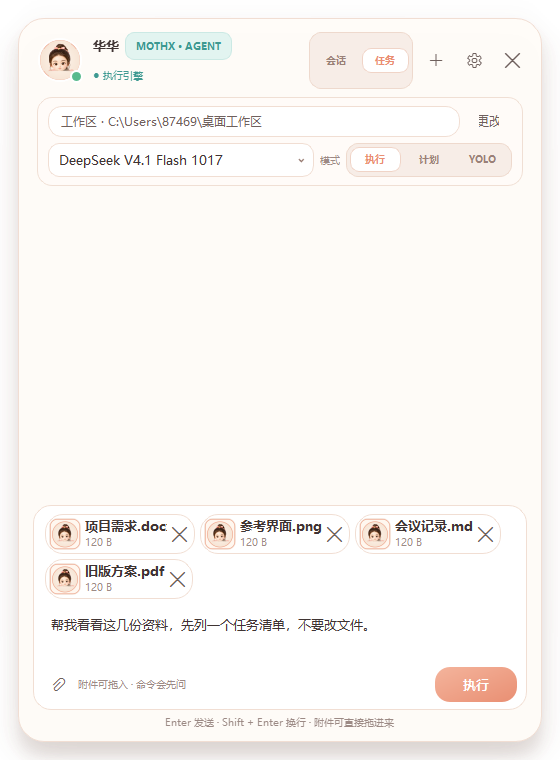 华华 MOTHX • AGENT
• 执行引擎
会话 任务
工作区 · C:\Users\87469\桌面工作区 更改
DeepSeek V4.1 Flash 1017 模式 执行 计划 YOLO
项目需求.doc 参考界面.png 会议记录.md
120 B 120 B 120 B
旧版方案.pdf
120 B
帮我看看这几份资料，先列一个任务清单，不要改文件。
附件可拖入 · 命令会先问 执行
Enter 发送 · Shift + Enter 换行 · 附件可直接拖进来